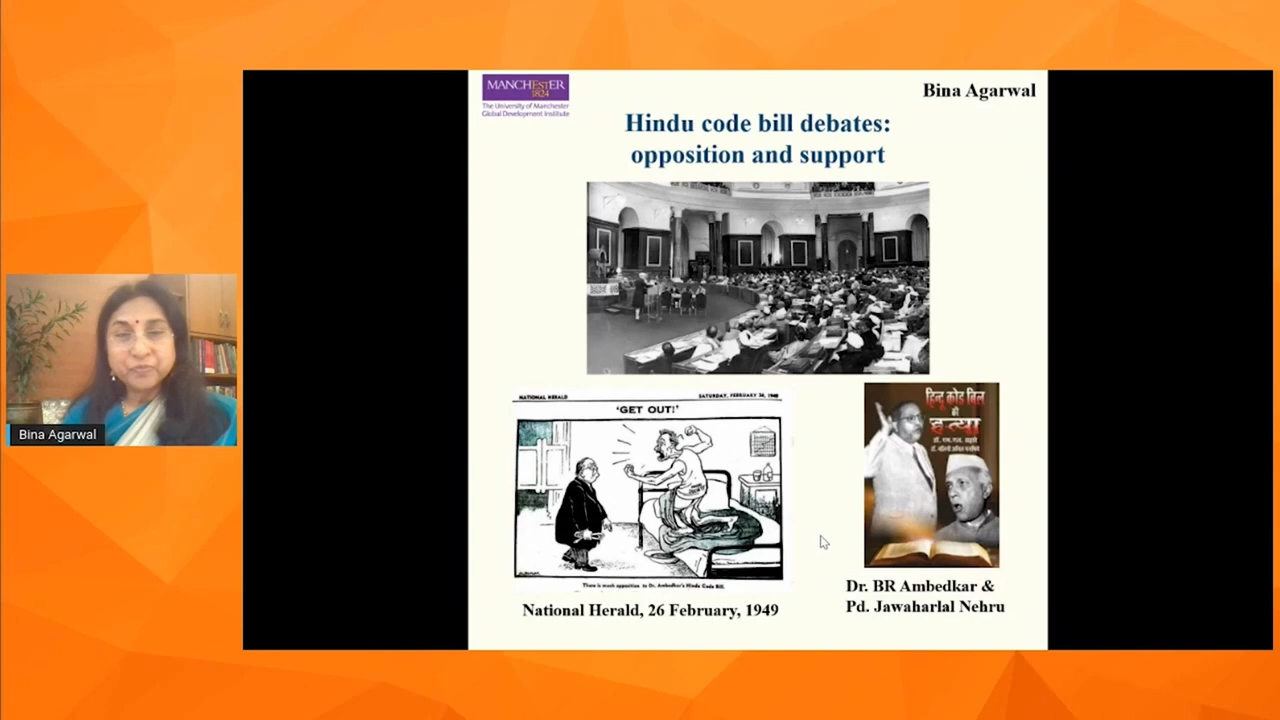 MANCHESTER
1824
The University of Manchester
Global Development Institute
Bina Agarwal
Hindu code bill debates:
opposition and support
NATIONAL HERALD SATURDAY, FEBRUARY 26, 1949
'GET OUT!'
There is much opposition to Dr. Ambedkar's Hindu Code Bill.
National Herald, 26 February, 1949
हिन्दू कोड बिल
की
हत्या
Dr. BR Ambedkar &
Pd. Jawaharlal Nehru
Bina Agarwal